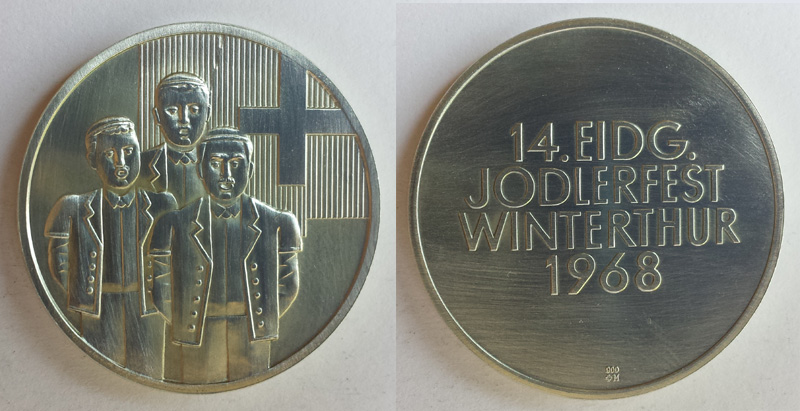 14.EIDG.
JODLERFEST
WINTERTHUR
1968